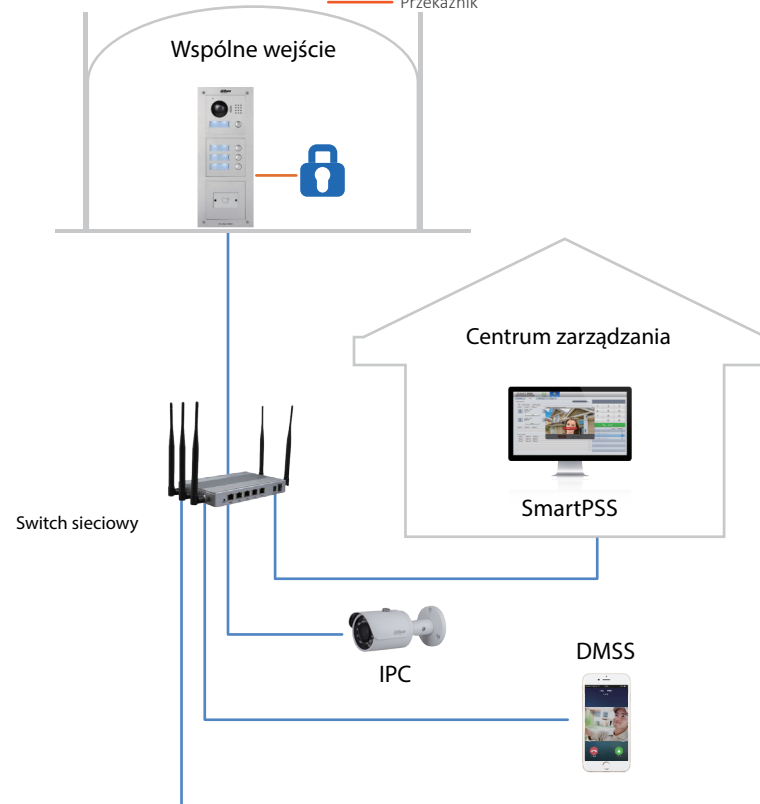 Przekaźnik
Wspólne wejście
Centrum zarządzania
SmartPSS
Switch sieciowy
IPC
DMSS